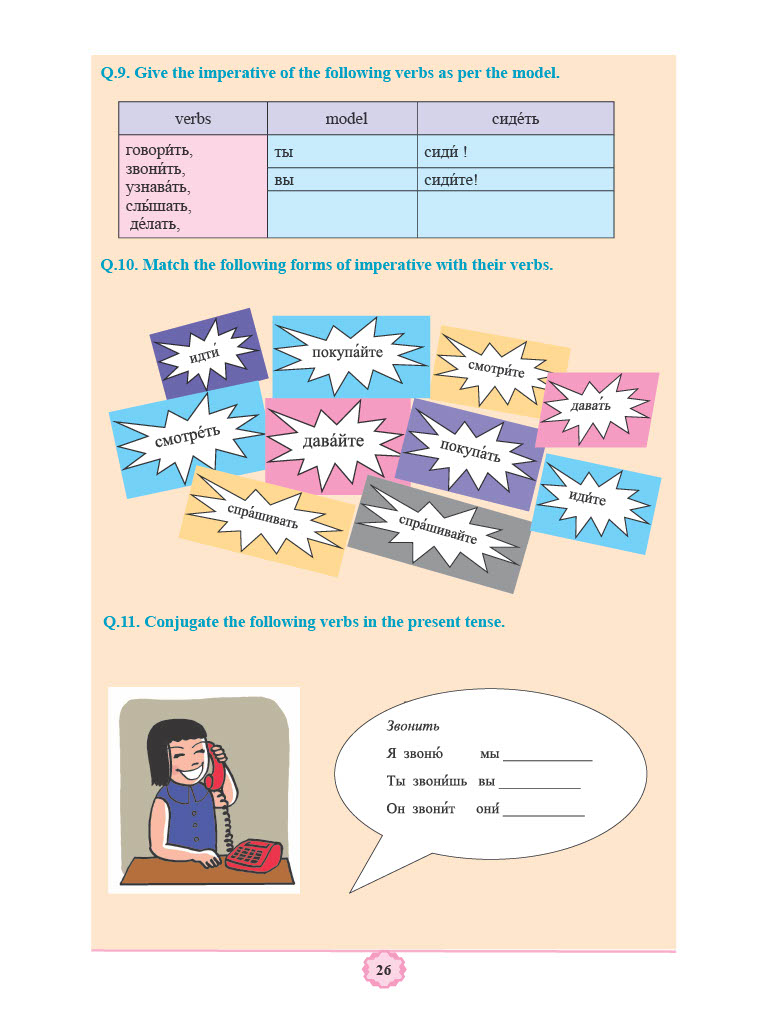 Q.9. Give the imperative of the following verbs as per the model.
verbs model сиде́ть
говори́ть,
звони́ть,
узнава́ть,
слы́шать,
де́лать,
ты сиди́ !
вы сиди́те!
Q.10. Match the following forms of imperative with their verbs.
идти́
покупа́йте
смотри́те
дава́ть
смотре́ть
дава́йте
покупа́ть
иди́те
спра́шивать
спра́шивайте
Q.11. Conjugate the following verbs in the present tense.
Звонить
Я звоню́ мы ___________
Ты звони́шь вы __________
Он звони́т они́ __________
26